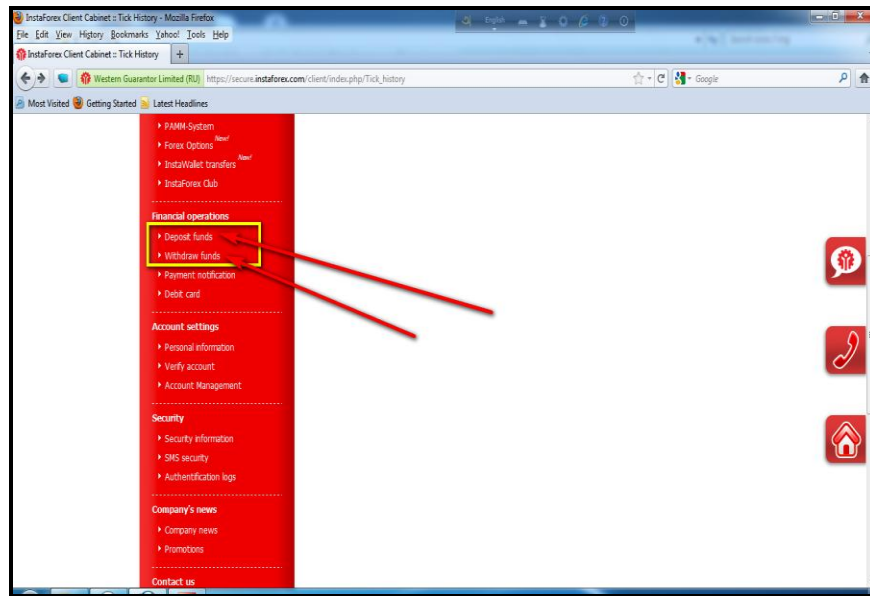 InstaForex Client Cabinet :: Tick History - Mozilla Firefox
English
File Edit View History Bookmarks Yahoo! Tools Help
InstaForex Client Cabinet :: Tick History
Western Guarantor Limited (RU) https://secure.instaforex.com/client/index.php/Tick_history
Google
Most Visited Getting Started Latest Headlines
PAMM-System
Forex Options New!
InstaWallet transfers New!
InstaForex Club
Financial operations
Deposit funds
Withdraw funds
Payment notification
Debit card
Account settings
Personal information
Verify account
Account Management
Security
Security information
SMS security
Authentification logs
Company's news
Company news
Promotions
Contact us